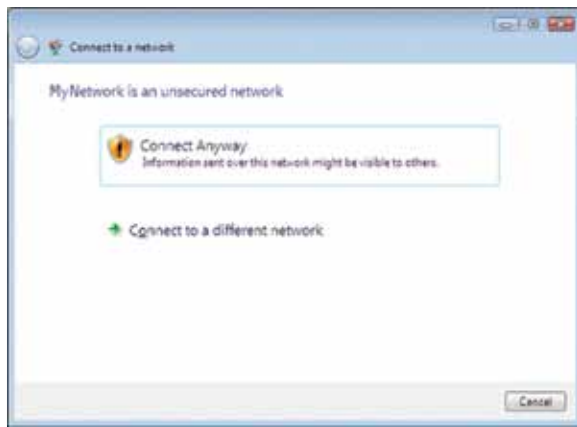 Connect to a network
MyNetwork is an unsecured network
Connect Anyway
Information sent over this network might be visible to others.
Connect to a different network
Cancel